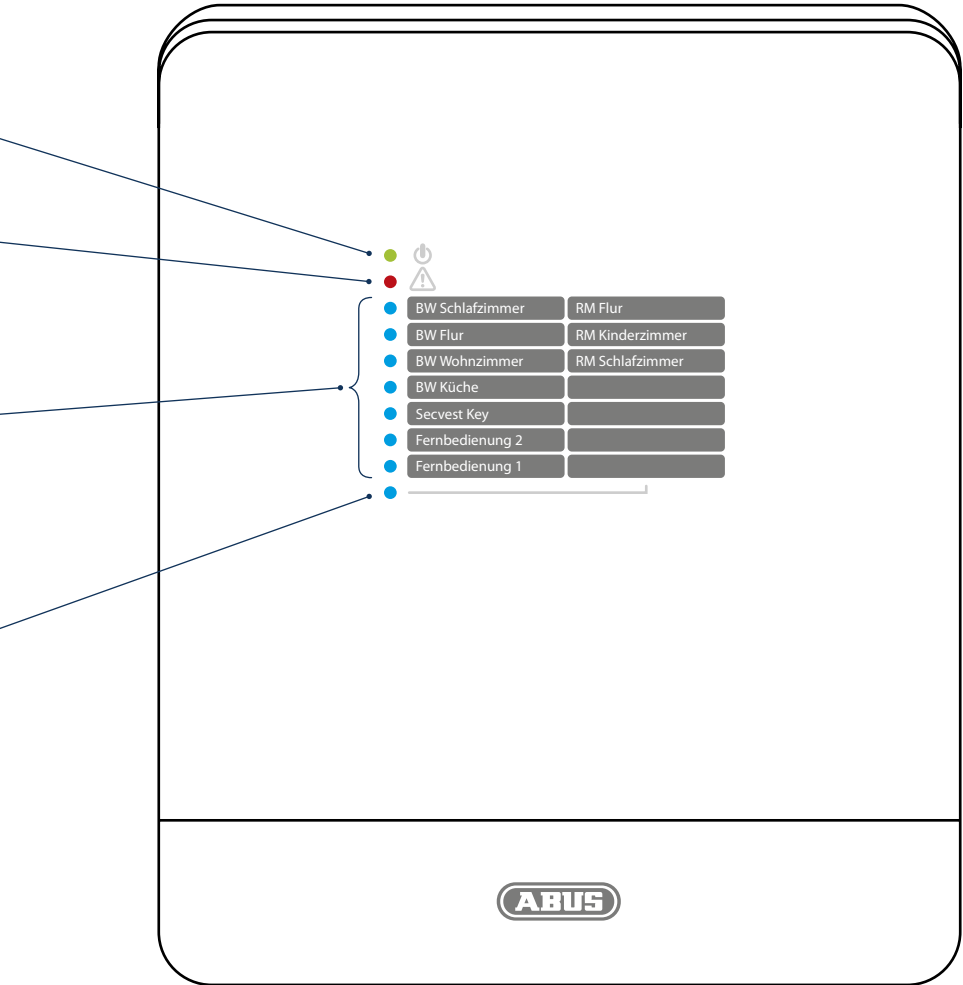 BW Schlafzimmer RM Flur
BW Flur RM Kinderzimmer
BW Wohnzimmer RM Schlafzimmer
BW Küche
Secvest Key
Fernbedienung 2
Fernbedienung 1
ABUS